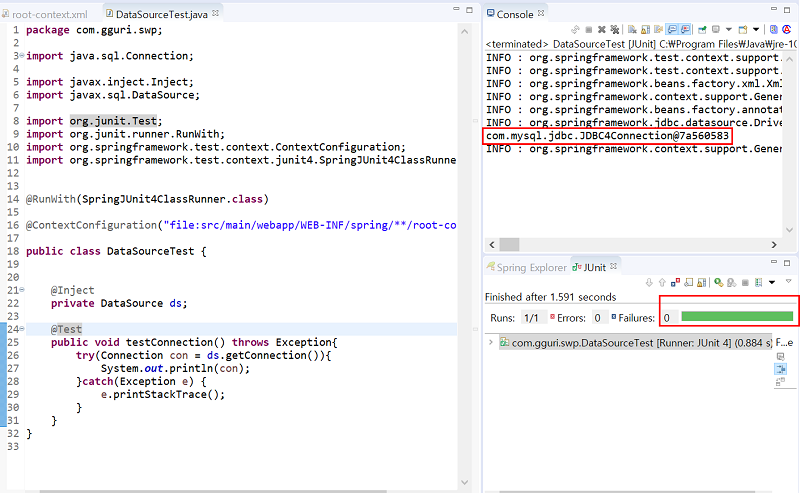 root-context.xml
DataSourceTest.java
1 package com.gguri.swp;
2
3 import java.sql.Connection;
4
5 import javax.inject.Inject;
6 import javax.sql.DataSource;
7
8 import org.junit.Test;
9 import org.junit.runner.RunWith;
10 import org.springframework.test.context.ContextConfiguration;
11 import org.springframework.test.context.junit4.SpringJUnit4ClassRunne
12
13
14 @RunWith(SpringJUnit4ClassRunner.class)
15
16 @ContextConfiguration("file:src/main/webapp/WEB-INF/spring/**/root-co
17
18 public class DataSourceTest {
19
20
21 @Inject
22 private DataSource ds;
23
24 @Test
25 public void testConnection() throws Exception{
26 try(Connection con = ds.getConnection()){
27 System.out.println(con);
28 }catch(Exception e) {
29 e.printStackTrace();
30 }
31 }
32 }
33
Console
<terminated> DataSourceTest [JUnit] C:\Program Files\Java\jre-10
INFO : org.springframework.test.context.support.
INFO : org.springframework.test.context.support.
INFO : org.springframework.beans.factory.xml.Xml
INFO : org.springframework.context.support.Gener
INFO : org.springframework.beans.factory.annotat
INFO : org.springframework.jdbc.datasource.Drive
com.mysql.jdbc.JDBC4Connection@7a560583
INFO : org.springframework.context.support.Gener
Spring Explorer
JUnit
Finished after 1.591 seconds
Runs: 1/1 Errors: 0 Failures: 0
com.gguri.swp.DataSourceTest [Runner: JUnit 4] (0.884 s)
F...e